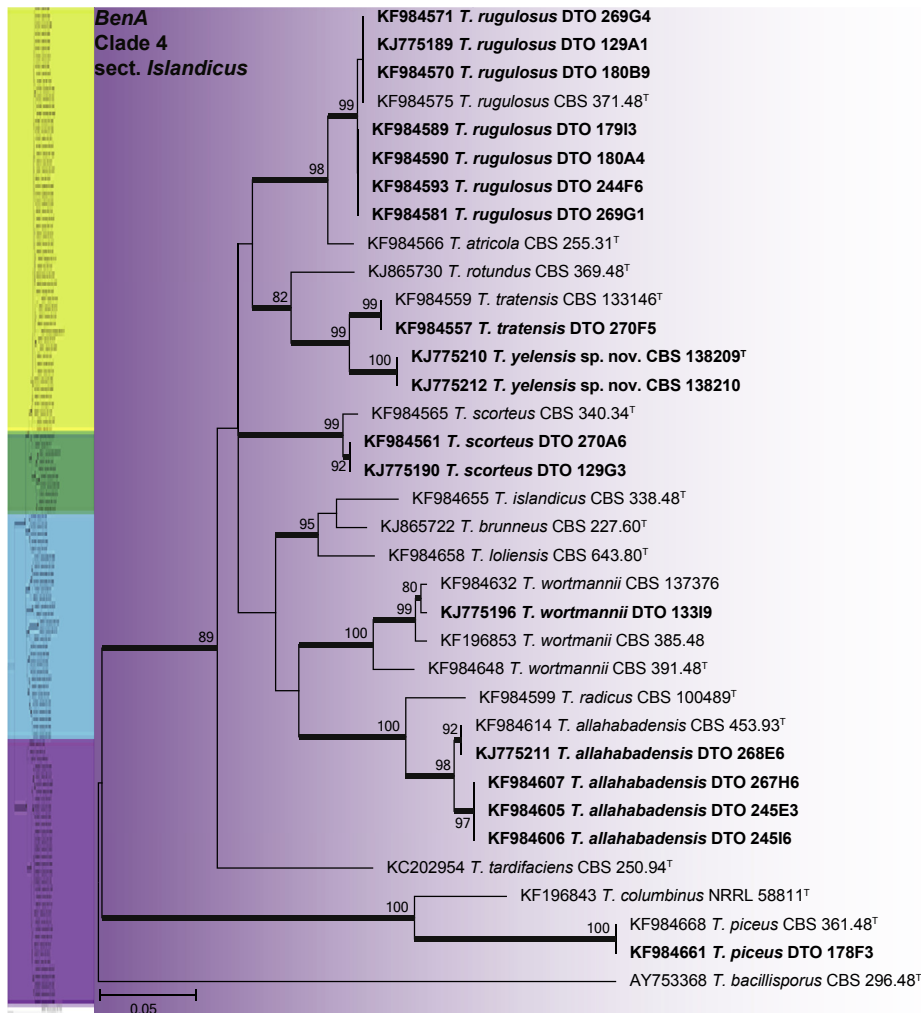 BenA
Clade 4
sect. Islandicus
KF984571 T. rugulosus DTO 269G4
KJ775189 T. rugulosus DTO 129A1
KF984570 T. rugulosus DTO 180B9
KF984575 T. rugulosus CBS 371.48ᵀ
99
KF984589 T. rugulosus DTO 179I3
KF984590 T. rugulosus DTO 180A4
98
KF984593 T. rugulosus DTO 244F6
KF984581 T. rugulosus DTO 269G1
KF984566 T. atricola CBS 255.31ᵀ
KJ865730 T. rotundus CBS 369.48ᵀ
82
99
KF984559 T. tratensis CBS 133146ᵀ
KF984557 T. tratensis DTO 270F5
99
KJ775210 T. yelensis sp. nov. CBS 138209ᵀ
100
KJ775212 T. yelensis sp. nov. CBS 138210
KF984565 T. scorteus CBS 340.34ᵀ
99
KF984561 T. scorteus DTO 270A6
92
KJ775190 T. scorteus DTO 129G3
KF984655 T. islandicus CBS 338.48ᵀ
95
KJ865722 T. brunneus CBS 227.60ᵀ
KF984658 T. loliensis CBS 643.80ᵀ
80
KF984632 T. wortmannii CBS 137376
99
KJ775196 T. wortmannii DTO 133I9
100
KF196853 T. wortmanii CBS 385.48
89
KF984648 T. wortmannii CBS 391.48ᵀ
KF984599 T. radicus CBS 100489ᵀ
100
92
KF984614 T. allahabadensis CBS 453.93ᵀ
KJ775211 T. allahabadensis DTO 268E6
98
KF984607 T. allahabadensis DTO 267H6
KF984605 T. allahabadensis DTO 245E3
97
KF984606 T. allahabadensis DTO 245I6
KC202954 T. tardifaciens CBS 250.94ᵀ
KF196843 T. columbinus NRRL 58811ᵀ
100
100
KF984668 T. piceus CBS 361.48ᵀ
KF984661 T. piceus DTO 178F3
AY753368 T. bacillisporus CBS 296.48ᵀ
0.05